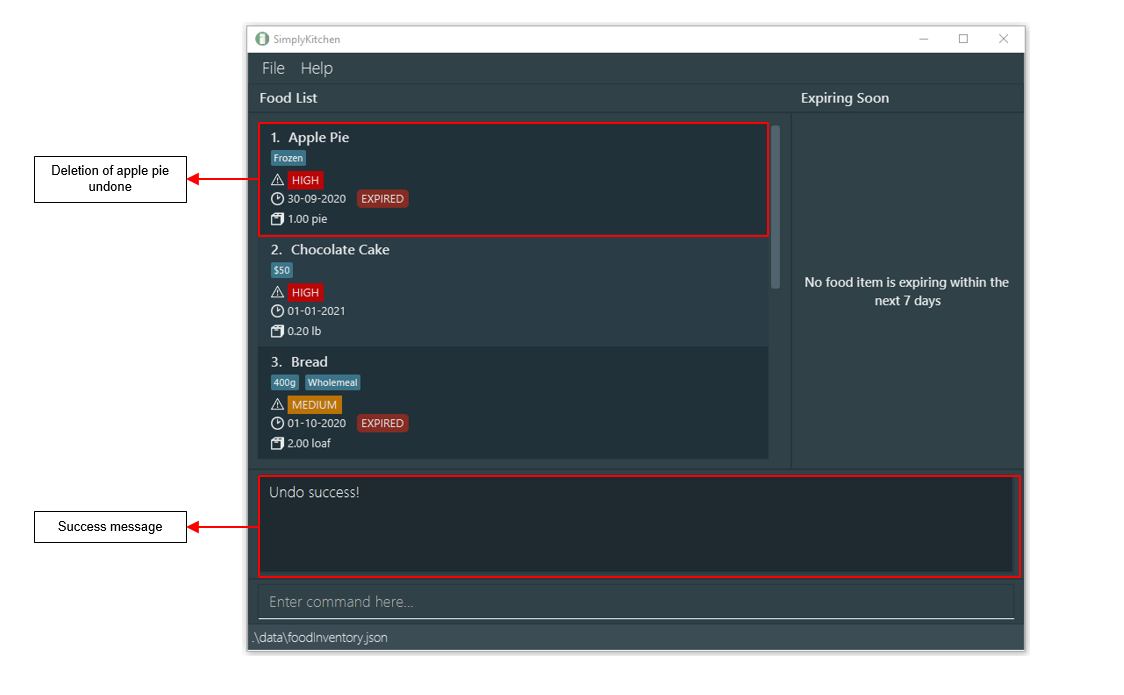 SimplyKitchen
File Help
Food List
Expiring Soon
1. Apple Pie
Frozen
HIGH
30-09-2020 EXPIRED
1.00 pie
Deletion of apple pie
undone
2. Chocolate Cake
$50
HIGH
01-01-2021
0.20 lb
No food item is expiring within the
next 7 days
3. Bread
400g Wholemeal
MEDIUM
01-10-2020 EXPIRED
2.00 loaf
Undo success!
Success message
Enter command here...
.\data\foodInventory.json